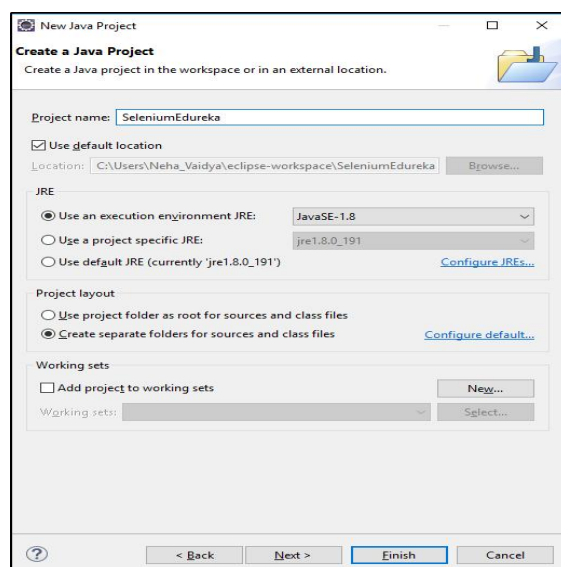 New Java Project
Create a Java Project
Create a Java project in the workspace or in an external location.
Project name: SeleniumEdureka
Use default location
Location: C:\Users\Neha_Vaidya\eclipse-workspace\SeleniumEdureka Browse...
JRE
Use an execution environment JRE: JavaSE-1.8
Use a project specific JRE: jre1.8.0_191
Use default JRE (currently 'jre1.8.0_191') Configure JREs...
Project layout
Use project folder as root for sources and class files
Create separate folders for sources and class files Configure default...
Working sets
Add project to working sets New...
Working sets: Select...
? < Back Next > Finish Cancel